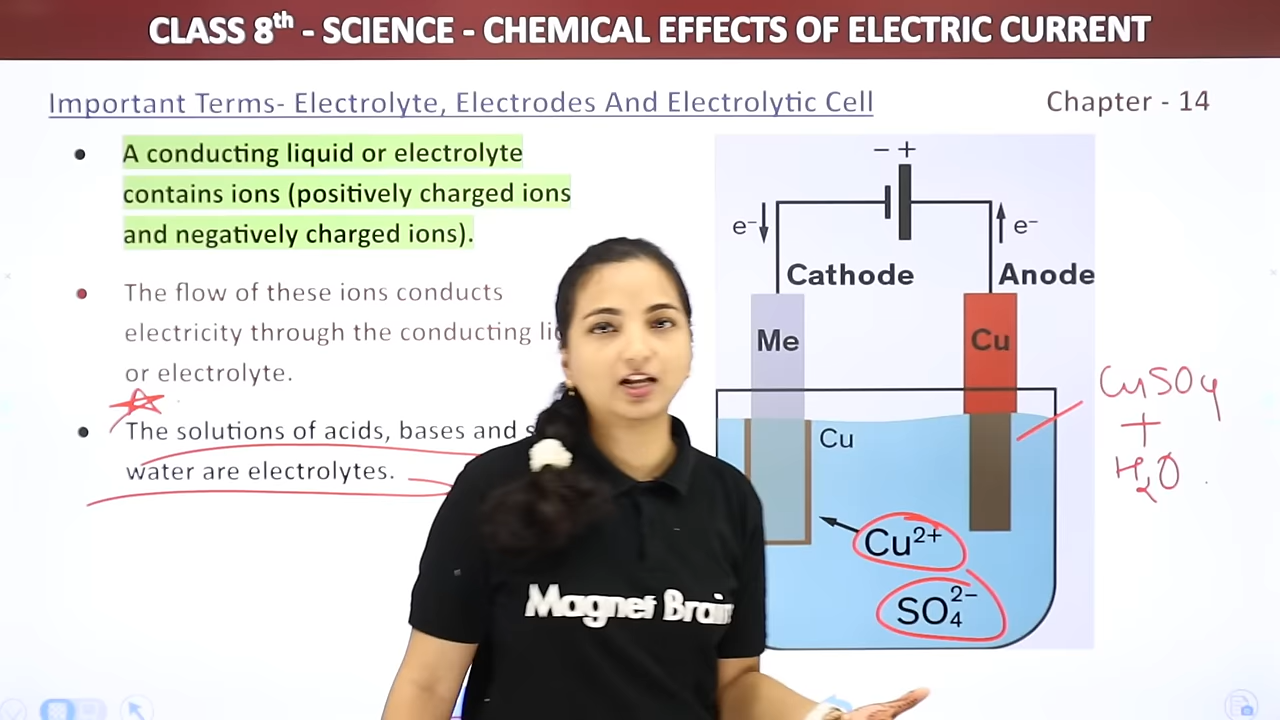 CLASS 8th - SCIENCE - CHEMICAL EFFECTS OF ELECTRIC CURRENT
Important Terms- Electrolyte, Electrodes And Electrolytic Cell
Chapter - 14
A conducting liquid or electrolyte
contains ions (positively charged ions
and negatively charged ions).
The flow of these ions conducts
electricity through the conducting
or electrolyte.
The solutions of acids, bases and
water are electrolytes.
− +
e⁻
e⁻
Cathode
Anode
Me
Cu
Cu
Cu²⁺
SO₄²⁻
CuSO₄
+
H₂O
Magnet